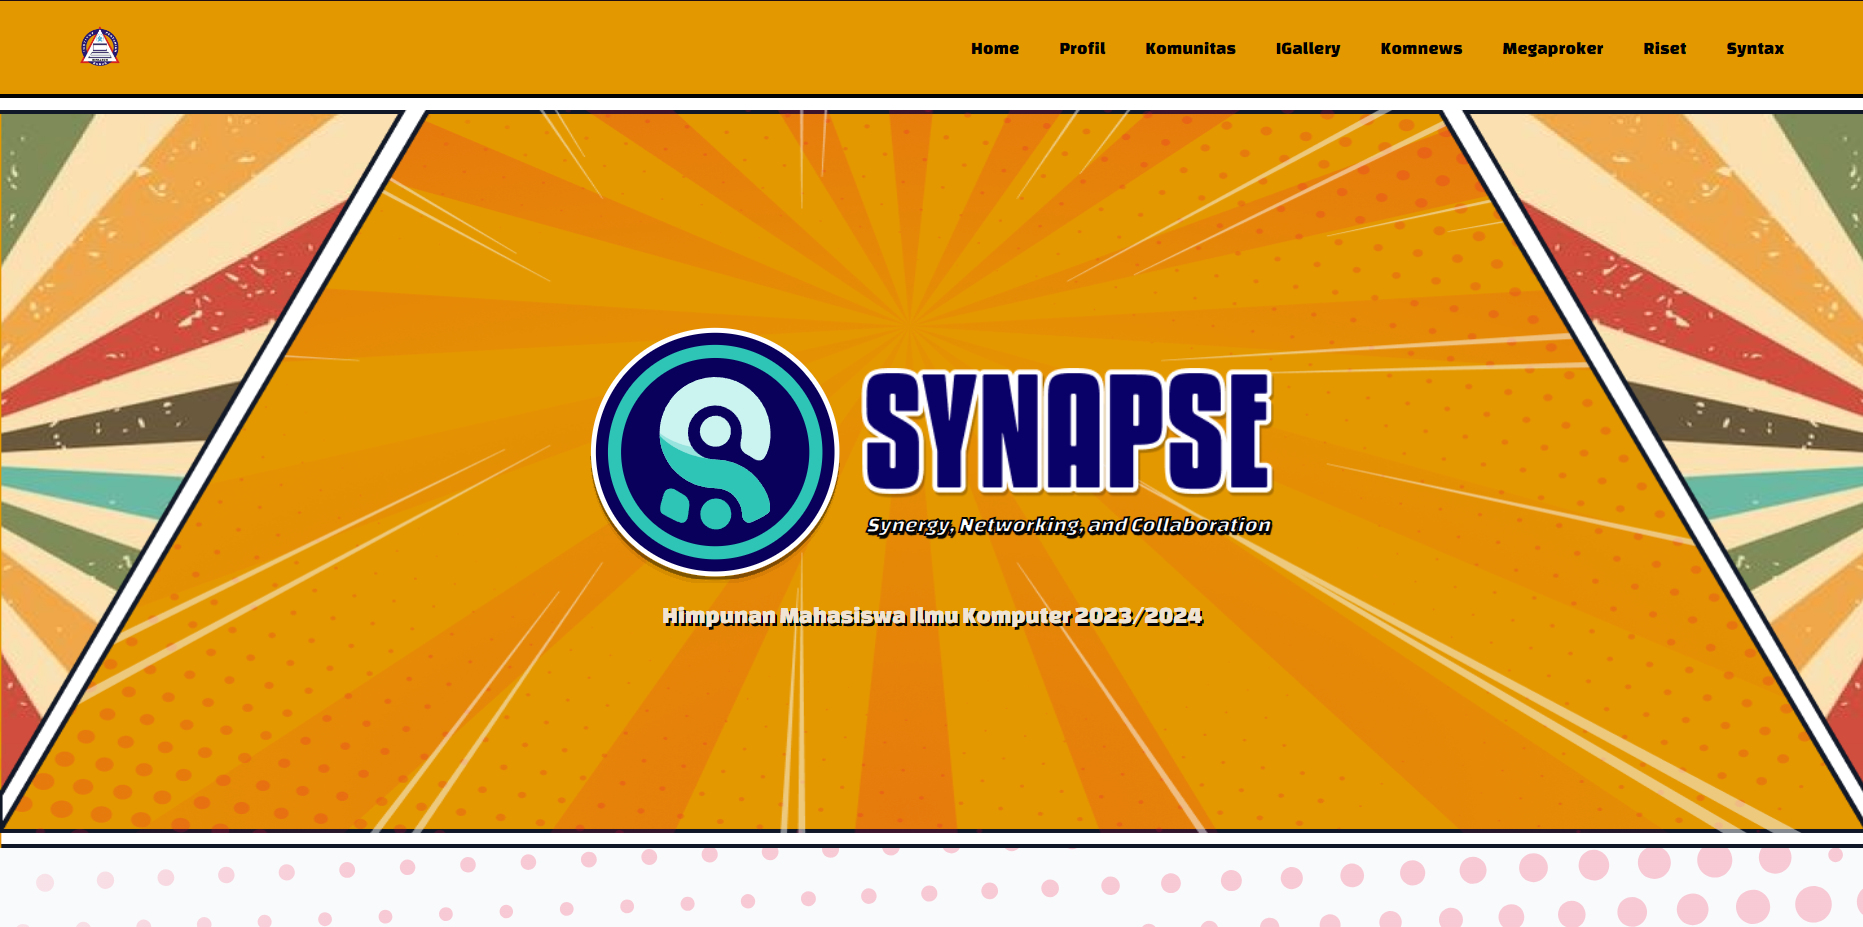 Home Profil Komunitas IGallery Komnews Megaproker Riset Syntax
SYNAPSE
Synergy, Networking, and Collaboration
Himpunan Mahasiswa Ilmu Komputer 2023/2024